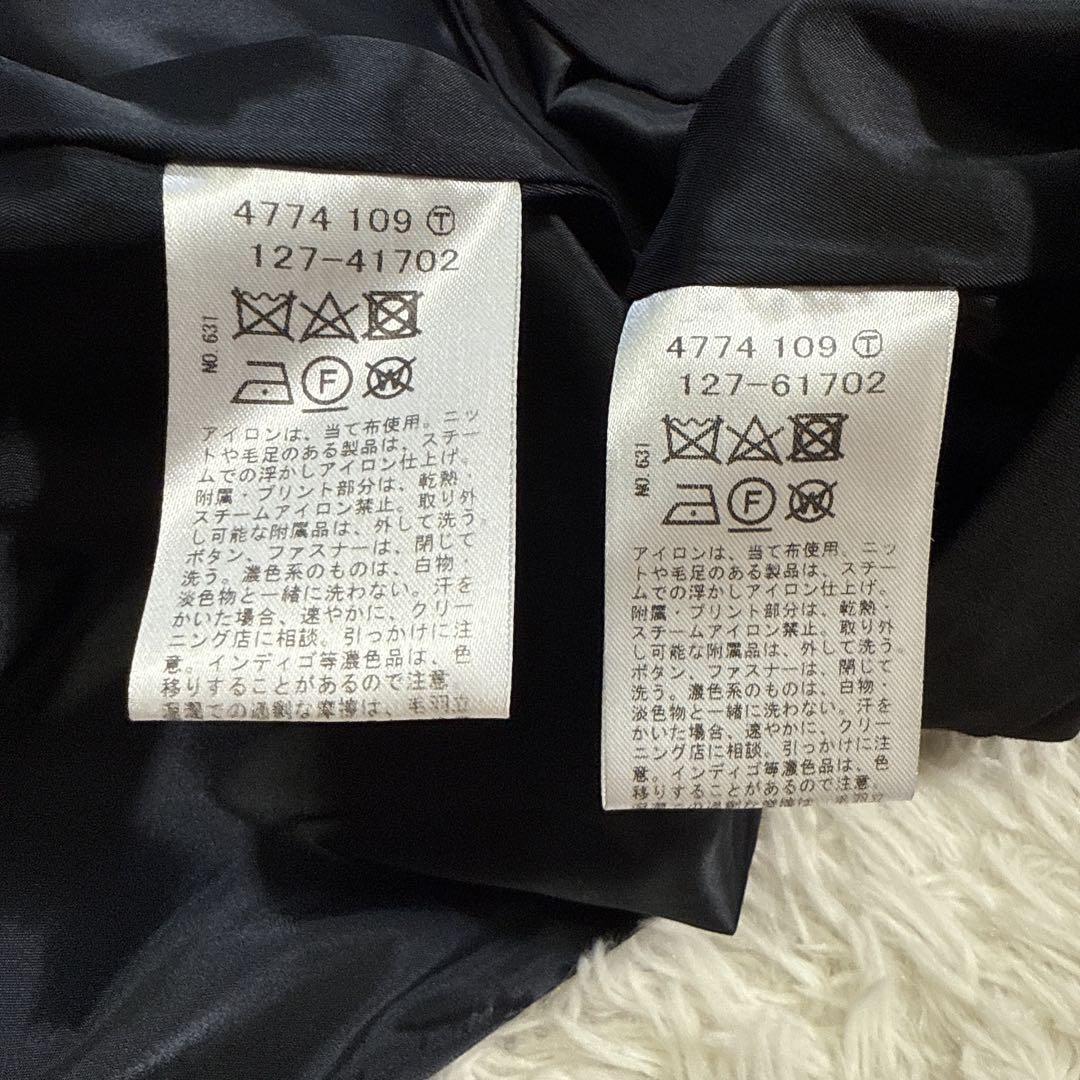 4774 109 Ⓣ
127-41702
NO.631
F
W
アイロンは、当て布使用。ニッ
トや毛足のある製品は、スチー
ムでの浮かしアイロン仕上げ。
附属・プリント部分は、乾熱・
スチームアイロン禁止。取り外
し可能な附属品は、外して洗う。
ボタン、ファスナーは、閉じて
洗う。濃色系のものは、白物・
淡色物と一緒に洗わない。汗を
かいた場合、速やかに、クリー
ニング店に相談。引っかけに注
意。インディゴ等濃色品は、色
移りすることがあるので注意
での過剰な摩擦は、毛羽立
4774 109 Ⓣ
127-61702
NO.631
F
W
アイロンは、当て布使用。ニッ
トや毛足のある製品は、スチー
ムでの浮かしアイロン仕上げ。
附属・プリント部分は、乾熱・
スチームアイロン禁止。取り外
し可能な附属品は、外して洗う。
ボタン、ファスナーは、閉じて
洗う。濃色系のものは、白物・
淡色物と一緒に洗わない。汗を
かいた場合、速やかに、クリー
ニング店に相談。引っかけに注
意。インディゴ等濃色品は、色
移りすることがあるので注意。